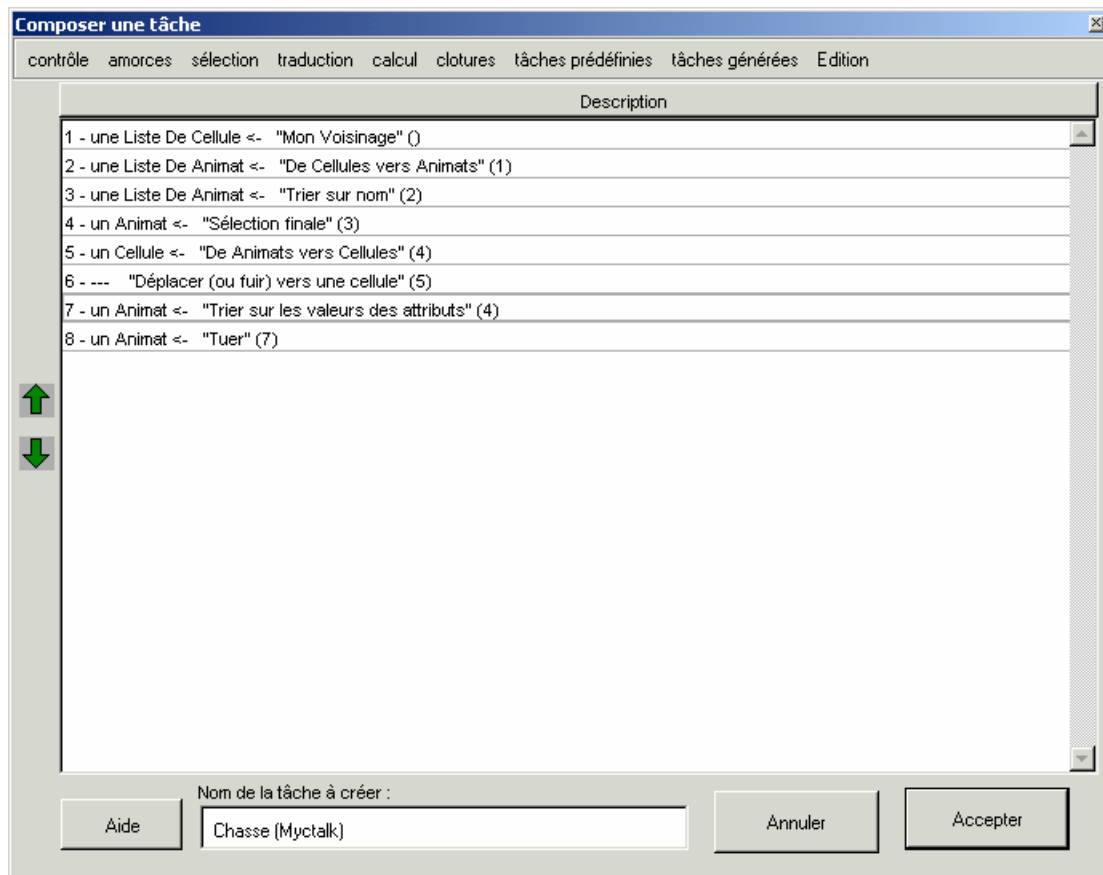 Composer une tâche
contrôle amorces sélection traduction calcul clotures tâches prédéfinies tâches générées Edition
Description
1 - une Liste De Cellule <- "Mon Voisinage" ()
2 - une Liste De Animat <- "De Cellules vers Animats" (1)
3 - une Liste De Animat <- "Trier sur nom" (2)
4 - un Animat <- "Sélection finale" (3)
5 - un Cellule <- "De Animats vers Cellules" (4)
6 - --- "Déplacer (ou fuir) vers une cellule" (5)
7 - un Animat <- "Trier sur les valeurs des attributs" (4)
8 - un Animat <- "Tuer" (7)
Nom de la tâche à créer :
Aide
Chasse (Myctalk)
Annuler
Accepter